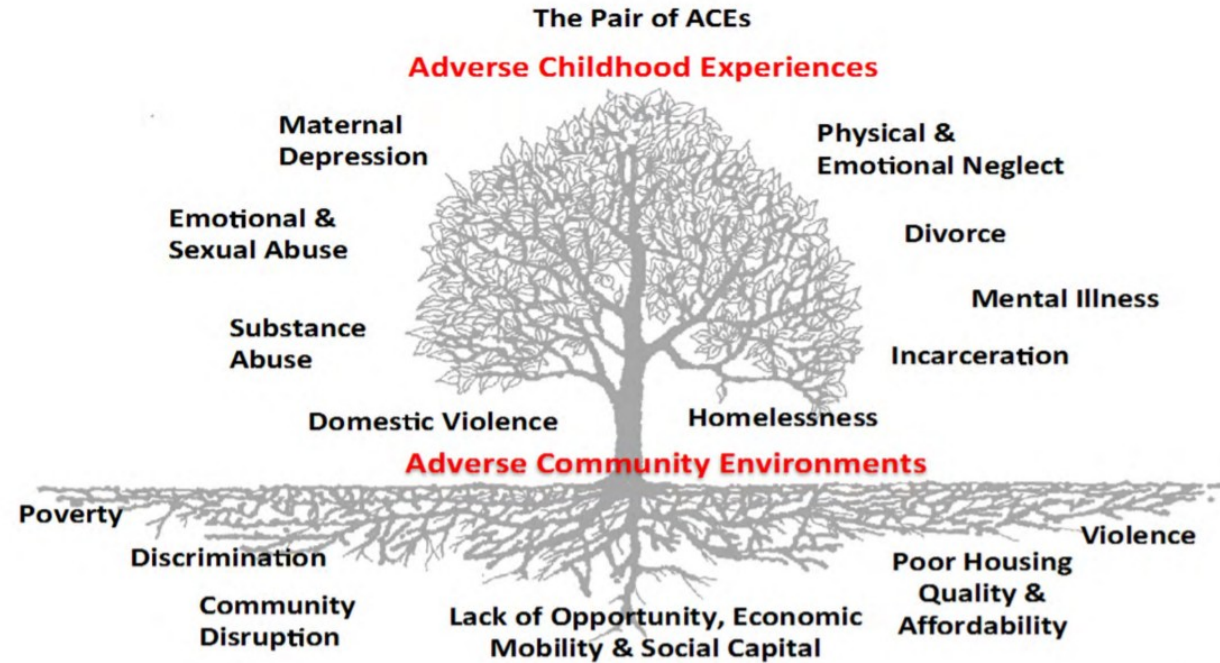 The Pair of ACEs
Adverse Childhood Experiences
Maternal
Depression
Physical &
Emotional Neglect
Emotional &
Sexual Abuse
Divorce
Mental Illness
Substance
Abuse
Incarceration
Domestic Violence
Homelessness
Adverse Community Environments
Poverty
Violence
Discrimination
Poor Housing
Quality &
Affordability
Community
Disruption
Lack of Opportunity, Economic
Mobility & Social Capital